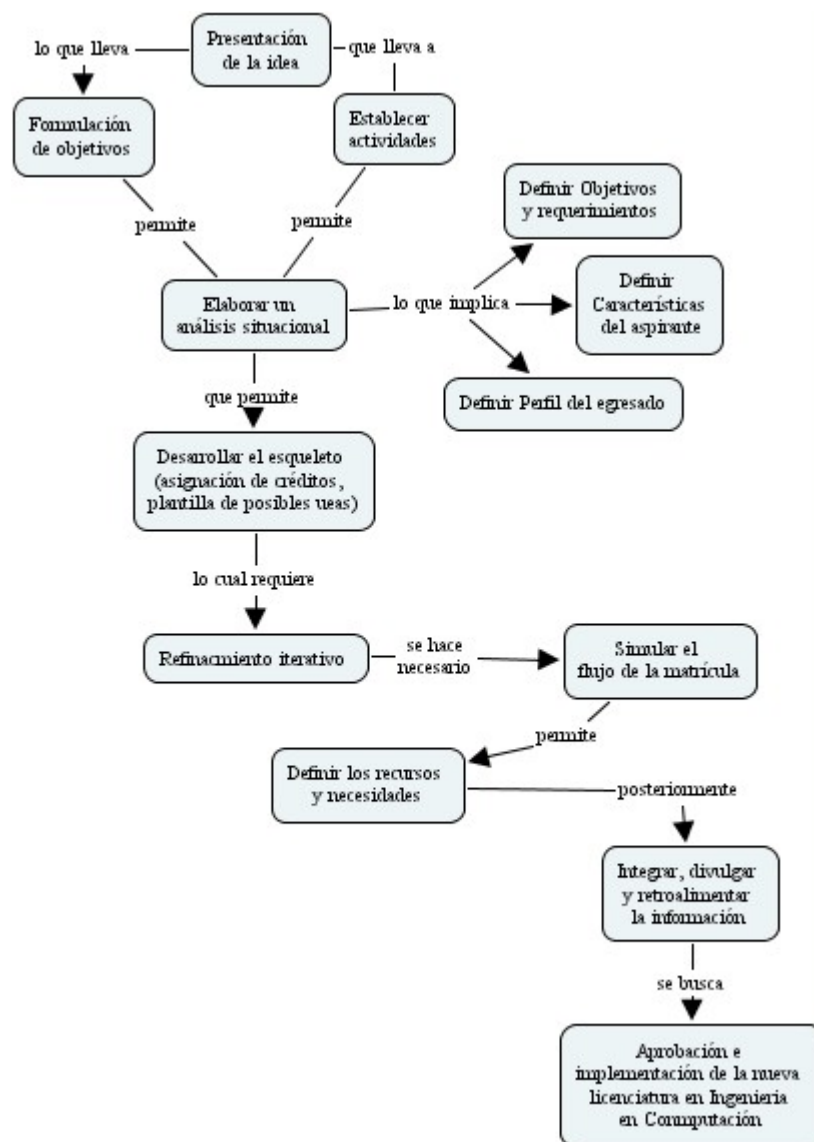 Presentación
de la idea
lo que lleva
que lleva a
Formulación
de objetivos
Establecer
actividades
permite
permite
Elaborar un
análisis situacional
lo que implica
Definir Objetivos
y requerimientos
Definir
Características
del aspirante
Definir Perfil del egresado
que permite
Desarrollar el esqueleto
(asignación de créditos,
plantilla de posibles ueas)
lo cual requiere
Refinacmiento iterativo
se hace
necesario
Simular el
flujo de la matrícula
permite
Definir los recursos
y necesidades
posteriormente
Integrar, divulgar
y retroalimentar
la información
se busca
Aprobación e
implementación de la nueva
licenciatura en Ingenieria
en Conmputación